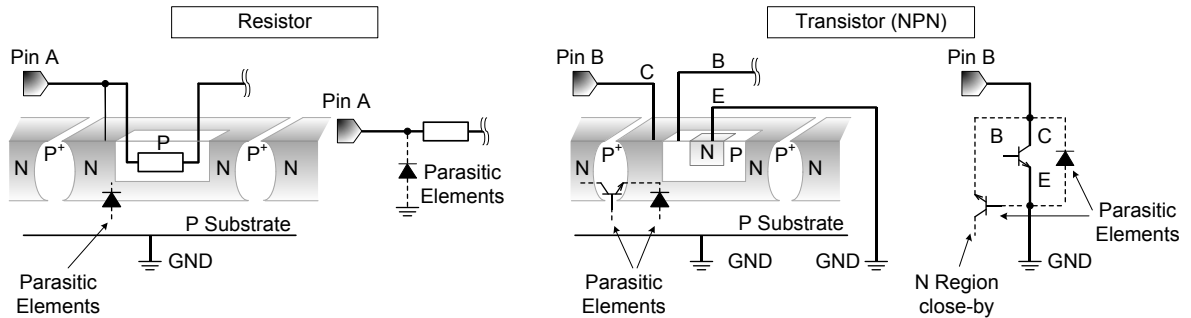 Resistor
Transistor (NPN)
Pin A
Pin A
P
N
P+
N
N
P+
N
Parasitic
Elements
P Substrate
GND
Parasitic
Elements
Pin B
C
B
E
N
P+
N
N
P
P+
N
P Substrate
GND
GND
Parasitic
Elements
Pin B
B
C
E
Parasitic
Elements
GND
N Region
close-by